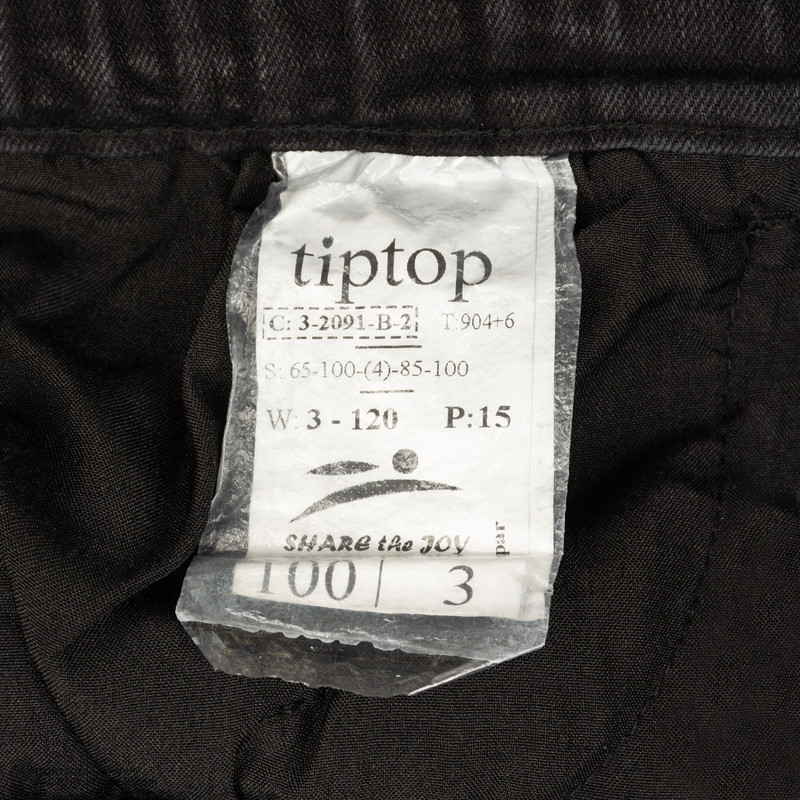 tiptop
C: 3-2091-B-2 T:904+6
S: 65-100-(4)-85-100
W: 3 - 120 P:15
SHARE the JOY
par
100 / 3